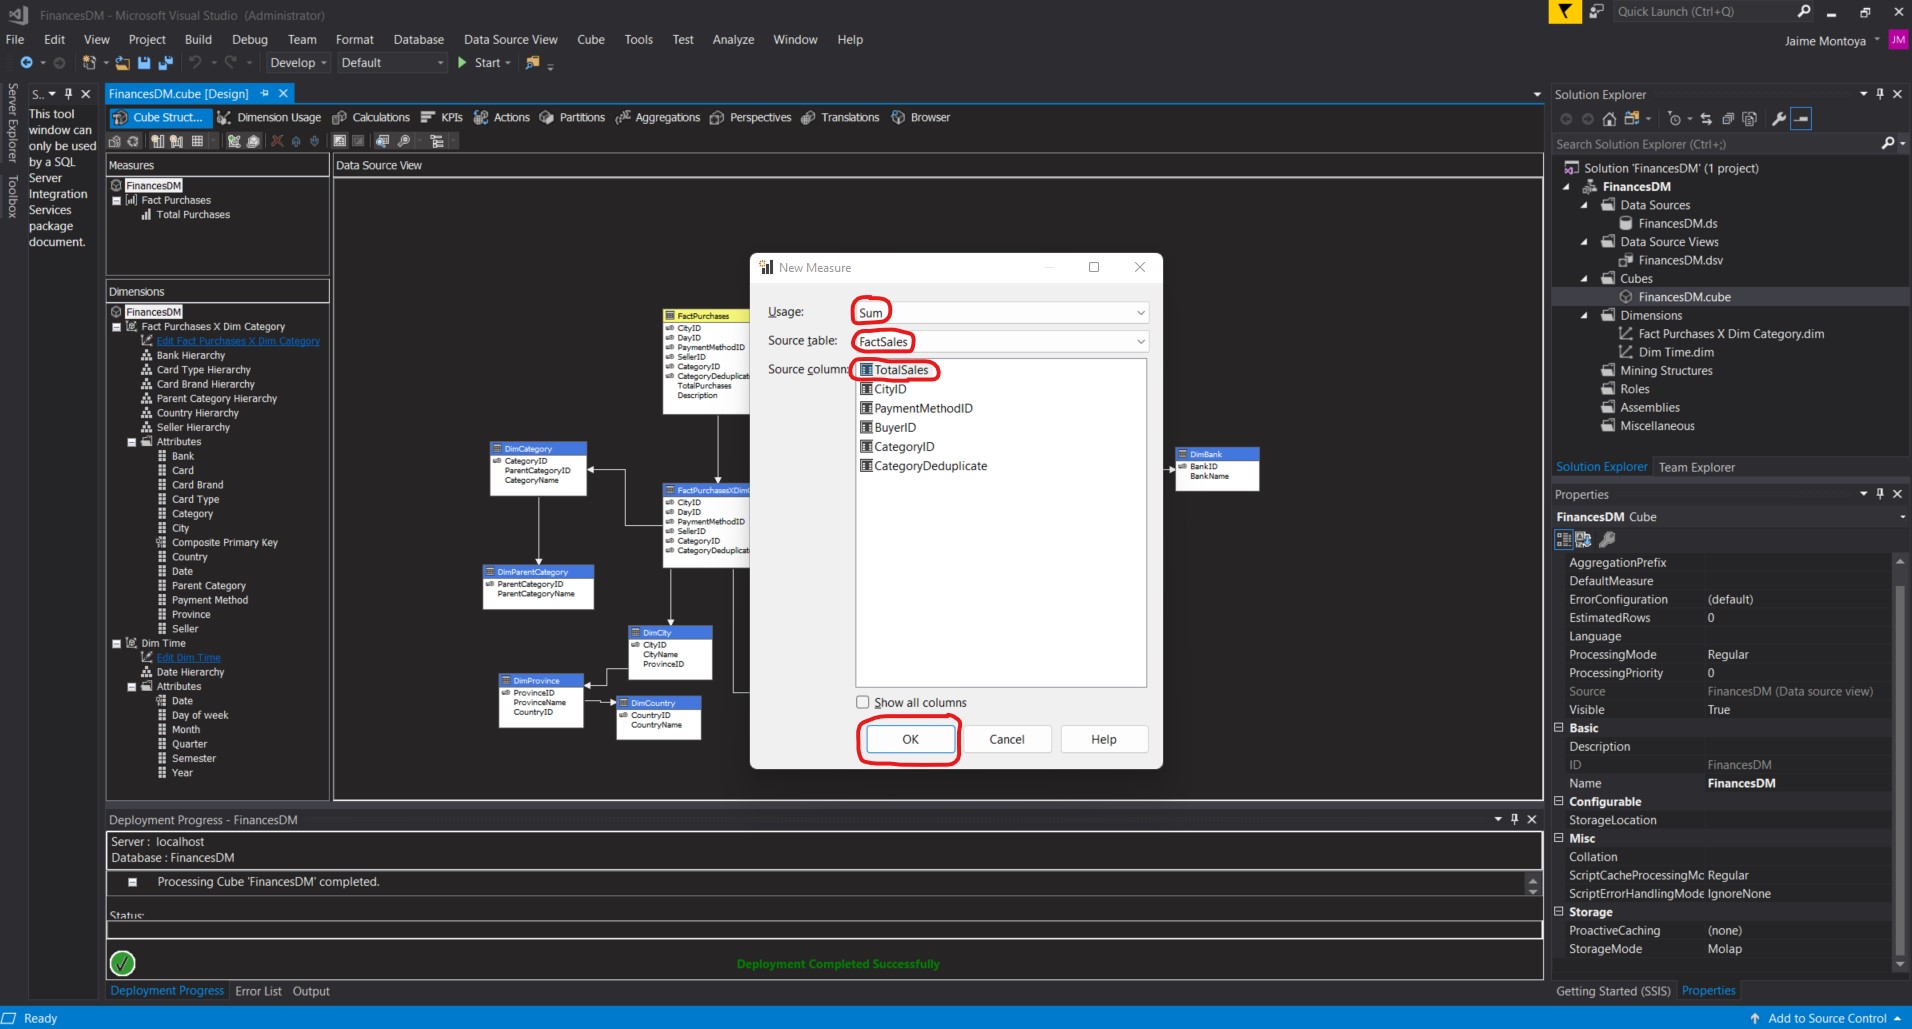 FinancesDM - Microsoft Visual Studio (Administrator)
Quick Launch (Ctrl+Q)
File Edit View Project Build Debug Team Format Database Data Source View Cube Tools Test Analyze Window Help
Jaime Montoya JM
Develop Default Start
Server Explorer
Toolbox
S..
This tool
window can
only be used
by a SQL
Server
Integration
Services
package
document.
FinancesDM.cube [Design]
Cube Struct... Dimension Usage Calculations KPIs Actions Partitions Aggregations Perspectives Translations Browser
Measures
FinancesDM
Fact Purchases
Total Purchases
Dimensions
FinancesDM
Fact Purchases X Dim Category
Edit Fact Purchases X Dim Category
Bank Hierarchy
Card Type Hierarchy
Card Brand Hierarchy
Parent Category Hierarchy
Country Hierarchy
Seller Hierarchy
Attributes
Bank
Card
Card Brand
Card Type
Category
City
Composite Primary Key
Country
Date
Parent Category
Payment Method
Province
Seller
Dim Time
Edit Dim Time
Date Hierarchy
Attributes
Date
Day of week
Month
Quarter
Semester
Year
Data Source View
FactPurchases
CityID
DayID
PaymentMethodID
SellerID
CategoryID
CategoryDeduplicat
TotalPurchases
Description
DimCategory
CategoryID
ParentCategoryID
CategoryName
FactPurchasesXDimC
CityID
DayID
PaymentMethodID
SellerID
CategoryID
CategoryDeduplicat
DimParentCategory
ParentCategoryID
ParentCategoryName
DimCity
CityID
CityName
ProvinceID
DimProvince
ProvinceID
ProvinceName
CountryID
DimCountry
CountryID
CountryName
DimBank
BankID
BankName
New Measure
Usage: Sum
Source table: FactSales
Source column:
TotalSales
CityID
PaymentMethodID
BuyerID
CategoryID
CategoryDeduplicate
Show all columns
OK Cancel Help
Deployment Progress - FinancesDM
Server : localhost
Database : FinancesDM
Processing Cube 'FinancesDM' completed.
Status:
Deployment Completed Successfully
Deployment Progress Error List Output
Solution Explorer
Search Solution Explorer (Ctrl+;)
Solution 'FinancesDM' (1 project)
FinancesDM
Data Sources
FinancesDM.ds
Data Source Views
FinancesDM.dsv
Cubes
FinancesDM.cube
Dimensions
Fact Purchases X Dim Category.dim
Dim Time.dim
Mining Structures
Roles
Assemblies
Miscellaneous
Solution Explorer Team Explorer
Properties
FinancesDM Cube
AggregationPrefix
DefaultMeasure
ErrorConfiguration (default)
EstimatedRows 0
Language
ProcessingMode Regular
ProcessingPriority 0
Source FinancesDM (Data source view)
Visible True
Basic
Description
ID FinancesDM
Name FinancesDM
Configurable
StorageLocation
Misc
Collation
ScriptCacheProcessingMc Regular
ScriptErrorHandlingMode IgnoreNone
Storage
ProactiveCaching (none)
StorageMode Molap
Getting Started (SSIS) Properties
Ready
Add to Source Control